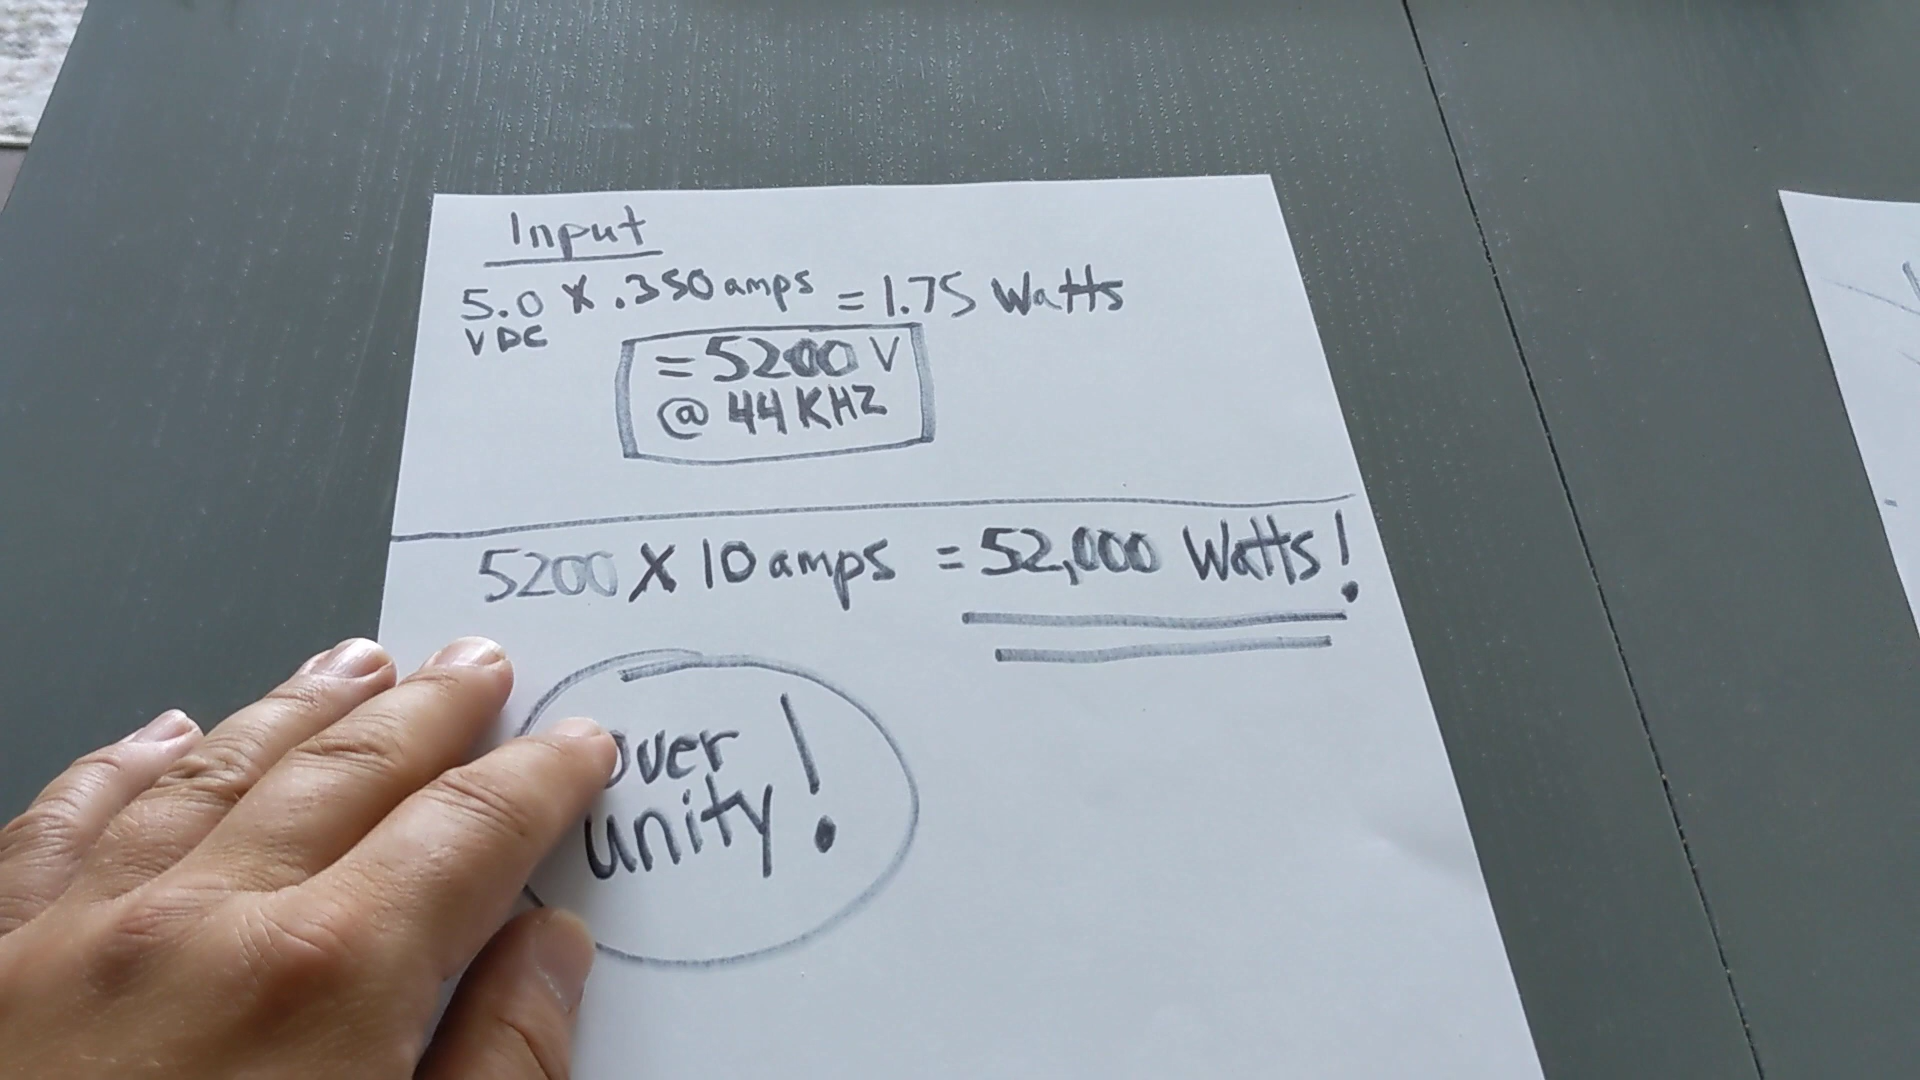 Input
5.0 X .350 amps = 1.75 Watts
VDC
= 5200 V
@ 44 KHZ
5200 X 10 amps = 52,000 Watts!
over
unity!